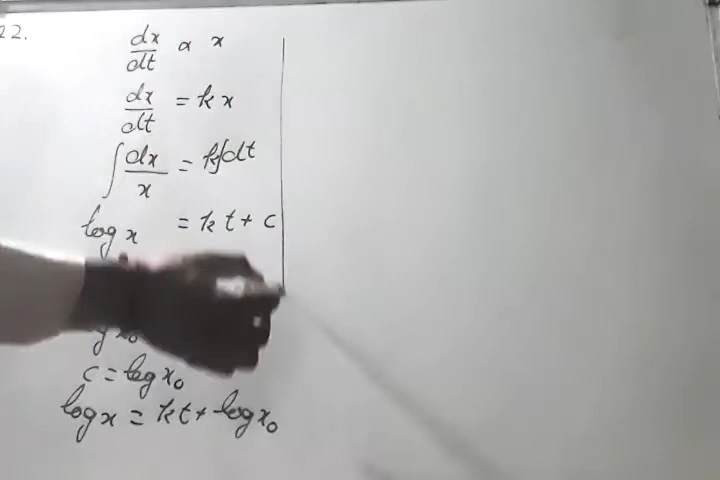 22.
dx/dt ∝ x
dx/dt = kx
∫ dx/x = k∫dt
log x = kt + c
c = log x₀
log x = kt + log x₀